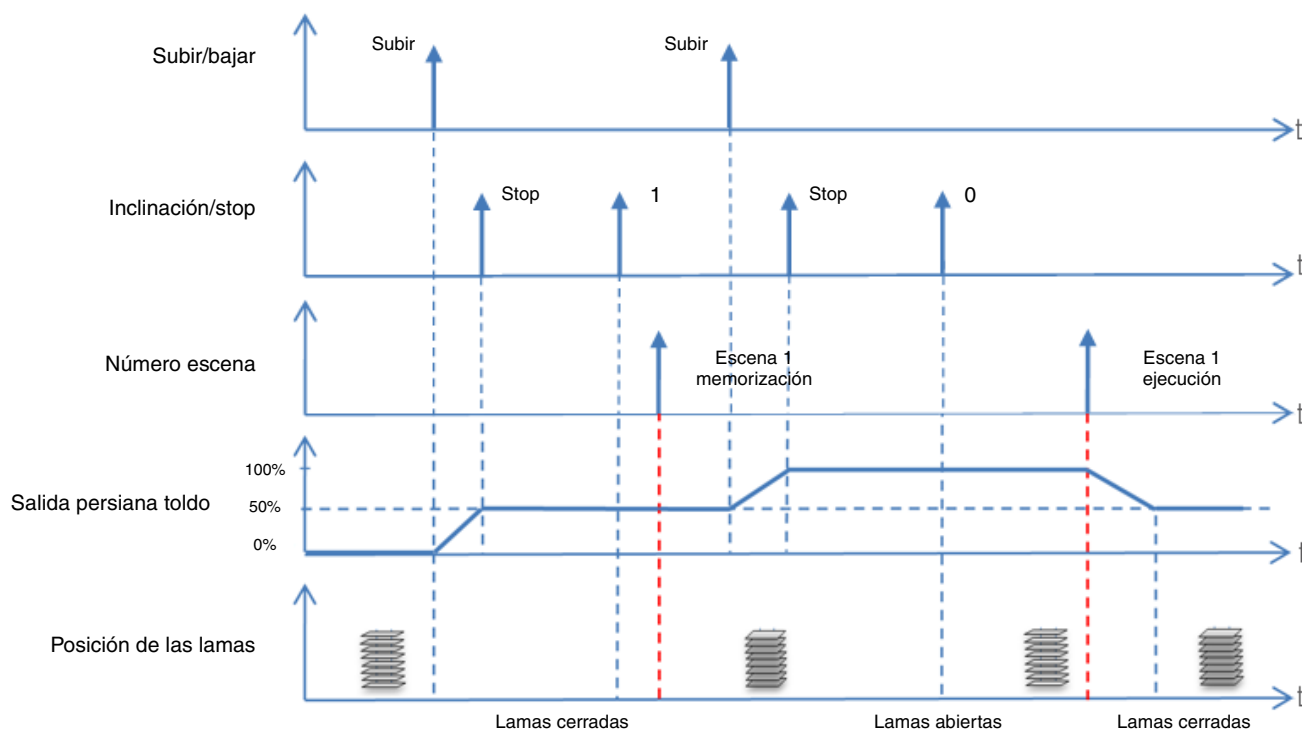 Subir/bajar
Subir
Subir
t
Inclinación/stop
Stop
1
Stop
0
t
Número escena
Escena 1
memorización
Escena 1
ejecución
t
Salida persiana toldo
100%
50%
0%
t
Posición de las lamas
t
Lamas cerradas
Lamas abiertas
Lamas cerradas